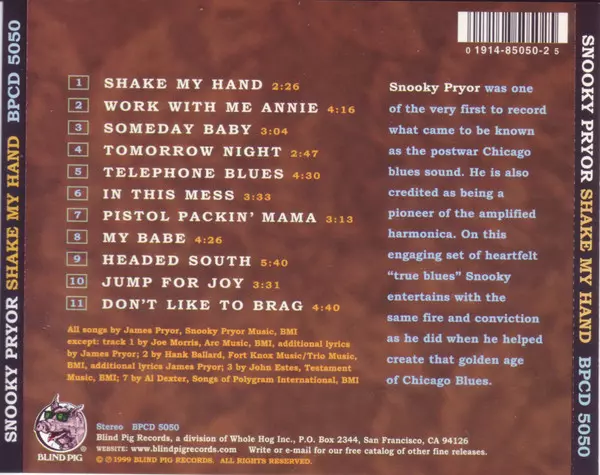 SNOOKY PRYOR SHAKE MY HAND BPCD 5050
0 1914-85050-2 5
1 SHAKE MY HAND 2:26
2 WORK WITH ME ANNIE 4:16
3 SOMEDAY BABY 3:04
4 TOMORROW NIGHT 2:47
5 TELEPHONE BLUES 4:30
6 IN THIS MESS 3:33
7 PISTOL PACKIN' MAMA 3:13
8 MY BABE 4:26
9 HEADED SOUTH 5:40
10 JUMP FOR JOY 3:31
11 DON'T LIKE TO BRAG 4:40
All songs by James Pryor, Snooky Pryor Music, BMI
except: track 1 by Joe Morris, Arc Music, BMI, additional lyrics
by James Pryor; 2 by Hank Ballard, Fort Knox Music/Trio Music,
BMI, additional lyrics James Pryor; 3 by John Estes, Testament
Music, BMI; 7 by Al Dexter, Songs of Polygram International, BMI
Snooky Pryor was one
of the very first to record
what came to be known
as the postwar Chicago
blues sound. He is also
credited as being a
pioneer of the amplified
harmonica. On this
engaging set of heartfelt
"true blues" Snooky
entertains with the
same fire and conviction
as he did when he helped
create that golden age
of Chicago Blues.
BLIND PIG
Stereo BPCD 5050
Blind Pig Records, a division of Whole Hog Inc., P.O. BOX 2344, San Francisco, CA 94126
WEBSITE: www.blindpigrecords.com Write or e-mail for our free catalog of other fine releases.
© ℗ 1999 BLIND PIG RECORDS. ALL RIGHTS RESERVED.
SNOOKY PRYOR SHAKE MY HAND BPCD 5050